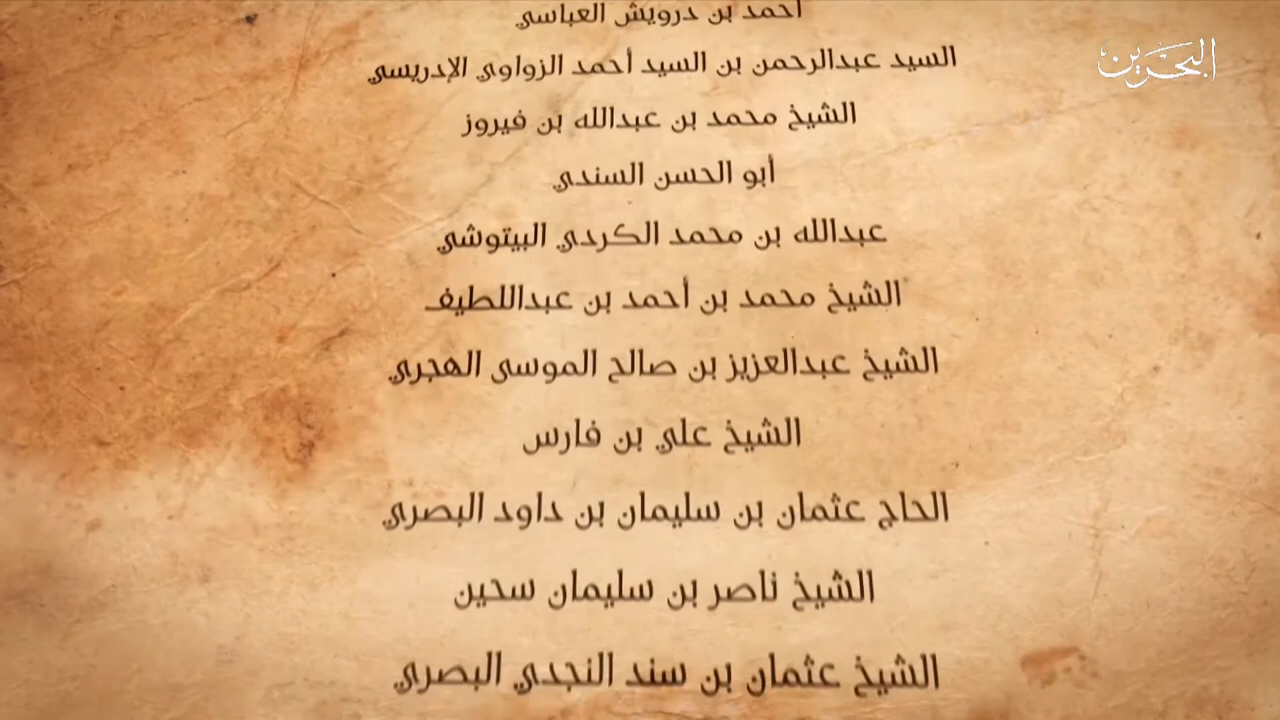 أحمد بن درويش العباسي
السيد عبدالرحمن بن السيد أحمد الزواوي الإدريسي
البحرين
الشيخ محمد بن عبدالله بن فيروز
أبو الحسن السندي
عبدالله بن محمد الكردي البيتوشي
الشيخ محمد بن أحمد بن عبداللطيف
الشيخ عبدالعزيز بن صالح الموسى الهجري
الشيخ علي بن فارس
الحاج عثمان بن سليمان بن داود البصري
الشيخ ناصر بن سليمان سحين
الشيخ عثمان بن سند النجدي البصري